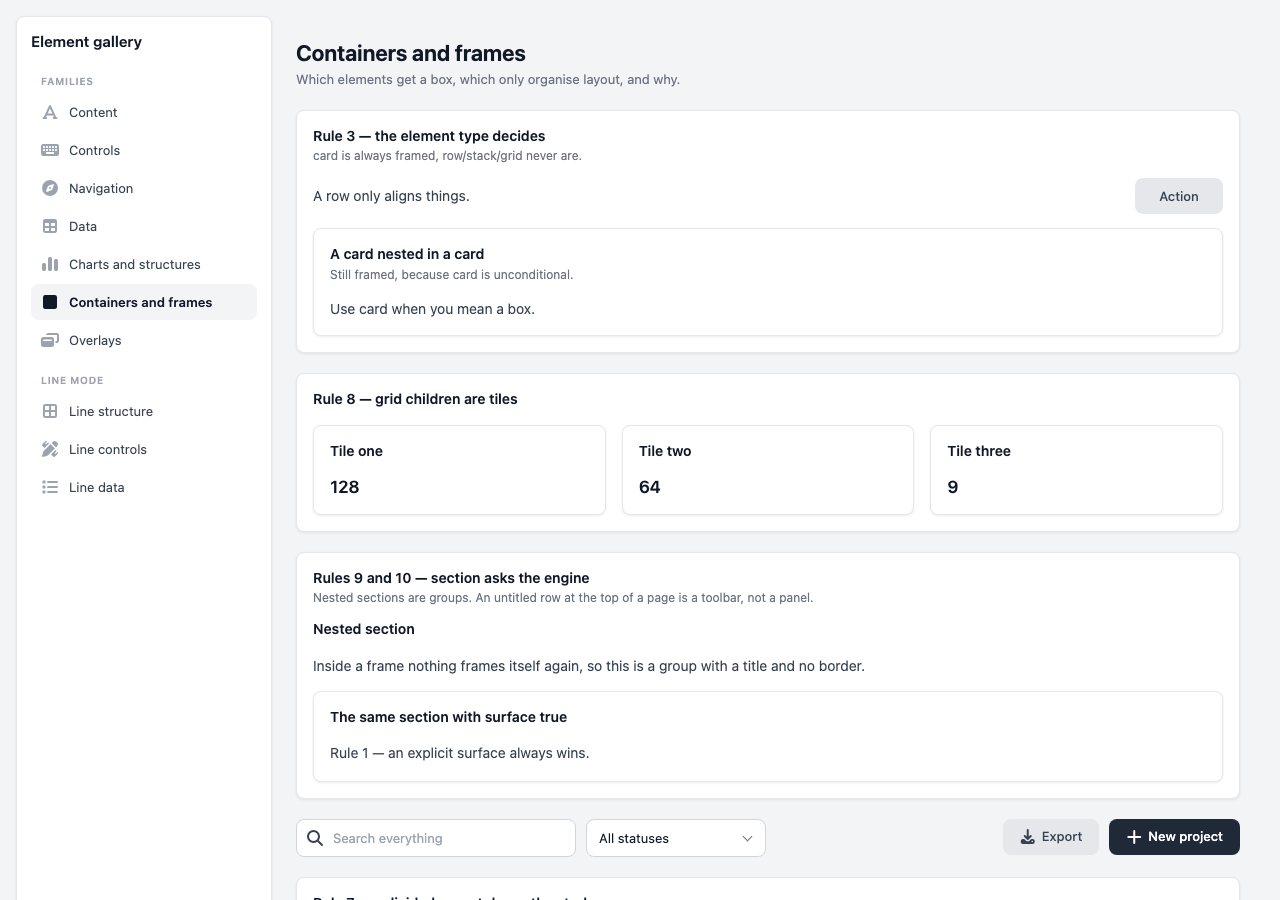 Element gallery
FAMILIES
Content
Controls
Navigation
Data
Charts and structures
Containers and frames
Overlays
LINE MODE
Line structure
Line controls
Line data
Containers and frames
Which elements get a box, which only organise layout, and why.
Rule 3 — the element type decides
card is always framed, row/stack/grid never are.
A row only aligns things.
Action
A card nested in a card
Still framed, because card is unconditional.
Use card when you mean a box.
Rule 8 — grid children are tiles
Tile one
128
Tile two
64
Tile three
9
Rules 9 and 10 — section asks the engine
Nested sections are groups. An untitled row at the top of a page is a toolbar, not a panel.
Nested section
Inside a frame nothing frames itself again, so this is a group with a title and no border.
The same section with surface true
Rule 1 — an explicit surface always wins.
Search everything
All statuses
Export
New project